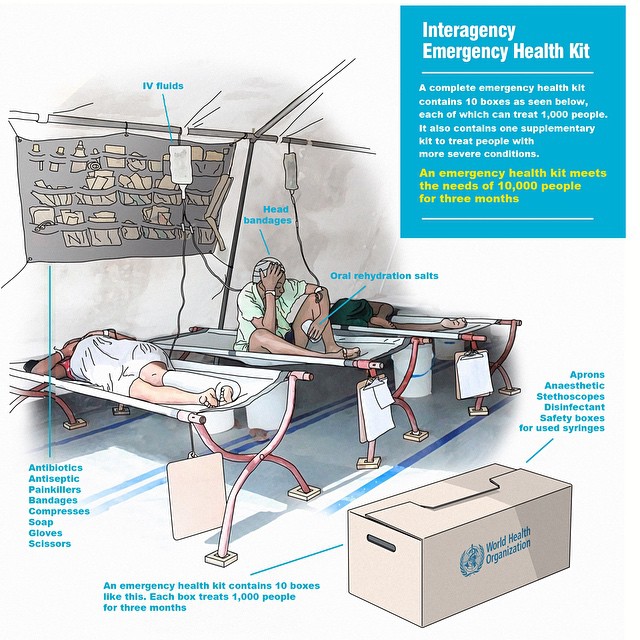 Interagency
Emergency Health Kit
A complete emergency health kit
contains 10 boxes as seen below,
each of which can treat 1,000 people.
It also contains one supplementary
kit to treat people with
more severe conditions.
An emergency health kit meets
the needs of 10,000 people
for three months
IV fluids
Head
bandages
Oral rehydration salts
Aprons
Anaesthetic
Stethoscopes
Disinfectant
Safety boxes
for used syringes
Antibiotics
Antiseptic
Painkillers
Bandages
Compresses
Soap
Gloves
Scissors
World Health
Organization
An emergency health kit contains 10 boxes
like this. Each box treats 1,000 people
for three months